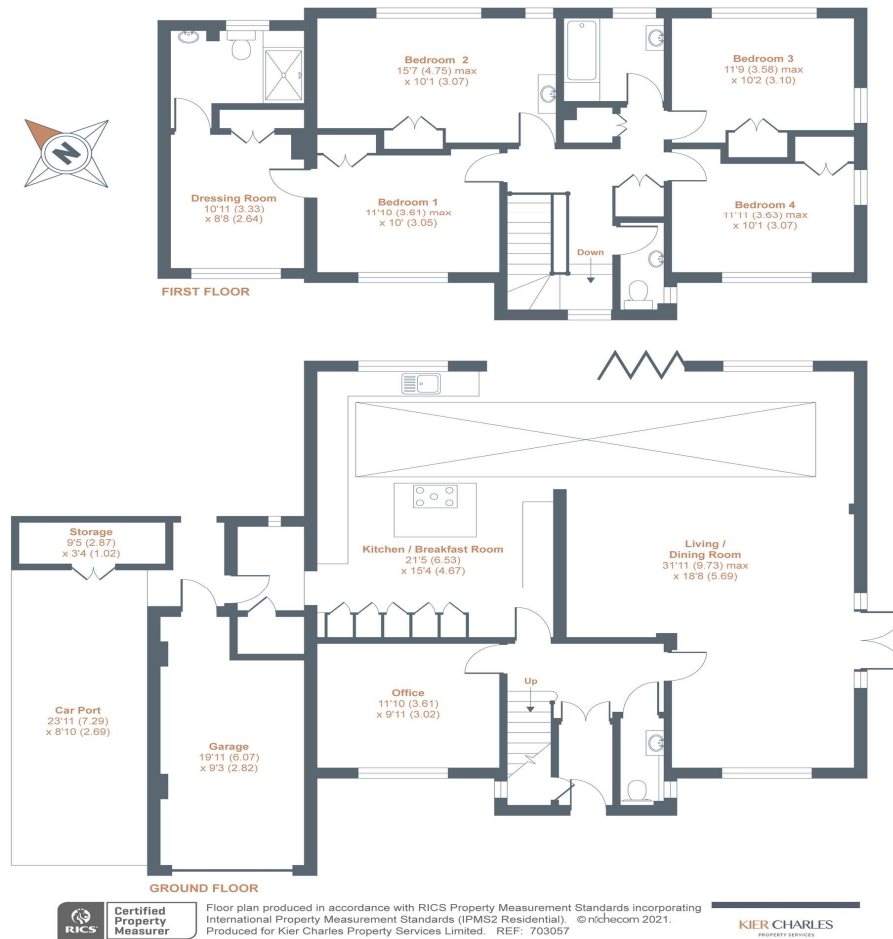 Bedroom 2
15'7 (4.75) max
x 10'1 (3.07)
Bedroom 3
11'9 (3.58) max
x 10'2 (3.10)
N
Dressing Room
10'11 (3.33)
x 8'8 (2.64)
Bedroom 1
11'10 (3.61) max
x 10' (3.05)
Bedroom 4
11'11 (3.63) max
x 10'1 (3.07)
Down
FIRST FLOOR
Storage
9'5 (2.87)
x 3'4 (1.02)
Kitchen / Breakfast Room
21'5 (6.53)
x 15'4 (4.67)
Living /
Dining Room
31'11 (9.73) max
x 18'8 (5.69)
Car Port
23'11 (7.29)
x 8'10 (2.69)
Garage
19'11 (6.07)
x 9'3 (2.82)
Office
11'10 (3.61)
x 9'11 (3.02)
Up
GROUND FLOOR
RICS
Certified
Property
Measurer
Floor plan produced in accordance with RICS Property Measurement Standards incorporating
International Property Measurement Standards (IPMS2 Residential). © nichecom 2021.
Produced for Kier Charles Property Services Limited. REF: 703057
KIER CHARLES
PROPERTY SERVICES